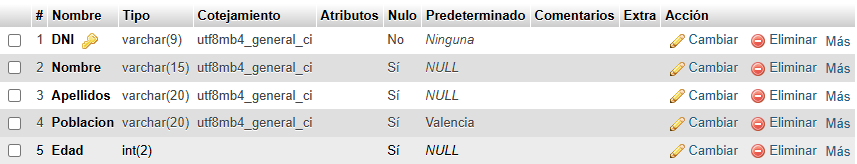 # Nombre Tipo Cotejamiento Atributos Nulo Predeterminado Comentarios Extra Acción
1 DNI varchar(9) utf8mb4_general_ci No Ninguna Cambiar Eliminar Más
2 Nombre varchar(15) utf8mb4_general_ci Sí NULL Cambiar Eliminar Más
3 Apellidos varchar(20) utf8mb4_general_ci Sí NULL Cambiar Eliminar Más
4 Poblacion varchar(20) utf8mb4_general_ci Sí Valencia Cambiar Eliminar Más
5 Edad int(2) Sí NULL Cambiar Eliminar Más